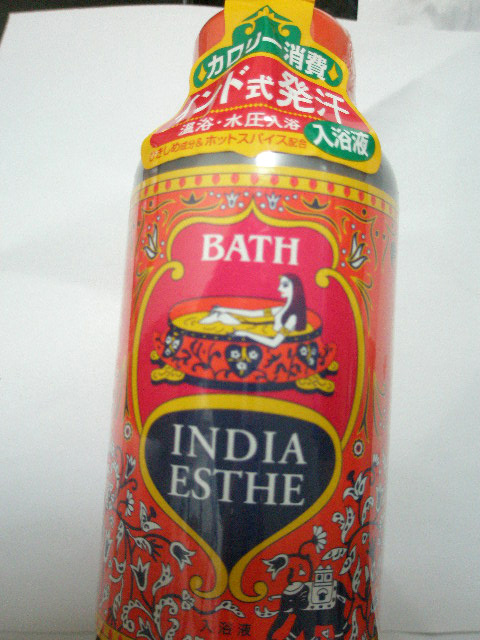 カロリー消費
インド式発汗
温浴・水圧入浴
入浴液
ひきしめ成分&ホットスパイス配合
BATH
INDIA
ESTHE
入浴液